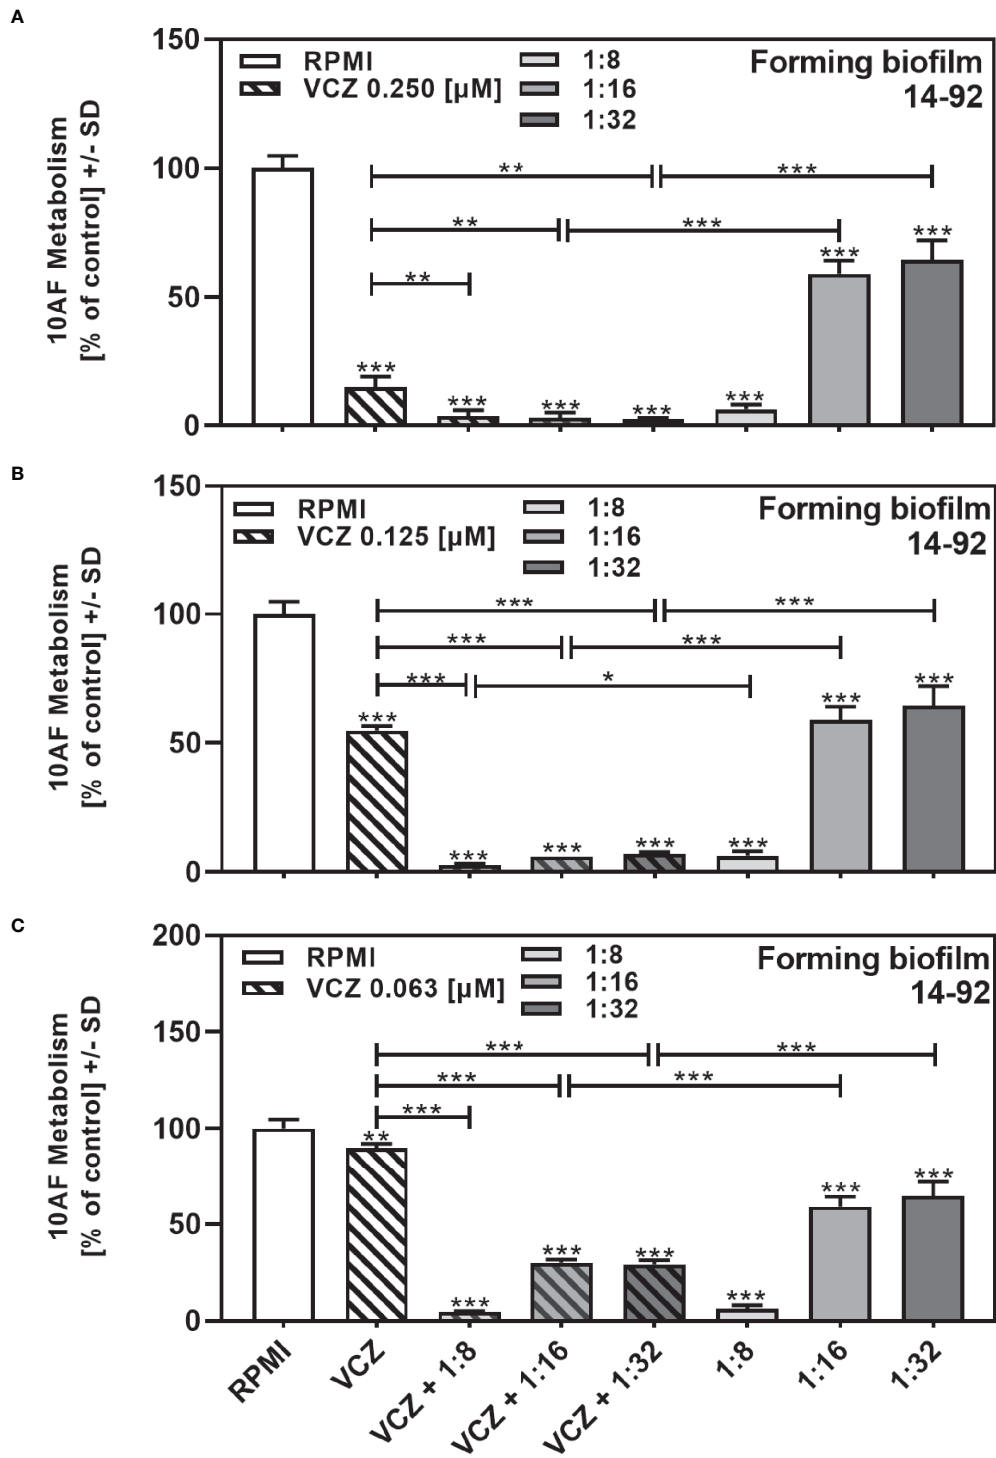 A
150
100
50
0
10AF Metabolism
[% of control] +/- SD
RPMI
VCZ 0.250 [µM]
1:8
1:16
1:32
Forming biofilm
14-92
** ***
** ***
**
***
***
***
***
***
***
***
B
150
100
50
0
10AF Metabolism
[% of control] +/- SD
RPMI
VCZ 0.125 [µM]
1:8
1:16
1:32
Forming biofilm
14-92
*** ***
*** ***
*** *
***
***
***
***
***
***
***
C
200
150
100
50
0
10AF Metabolism
[% of control] +/- SD
RPMI
VCZ 0.063 [µM]
1:8
1:16
1:32
Forming biofilm
14-92
*** ***
*** ***
***
**
***
***
***
***
***
***
RPMI
VCZ
VCZ + 1:8
VCZ + 1:16
VCZ + 1:32
1:8
1:16
1:32